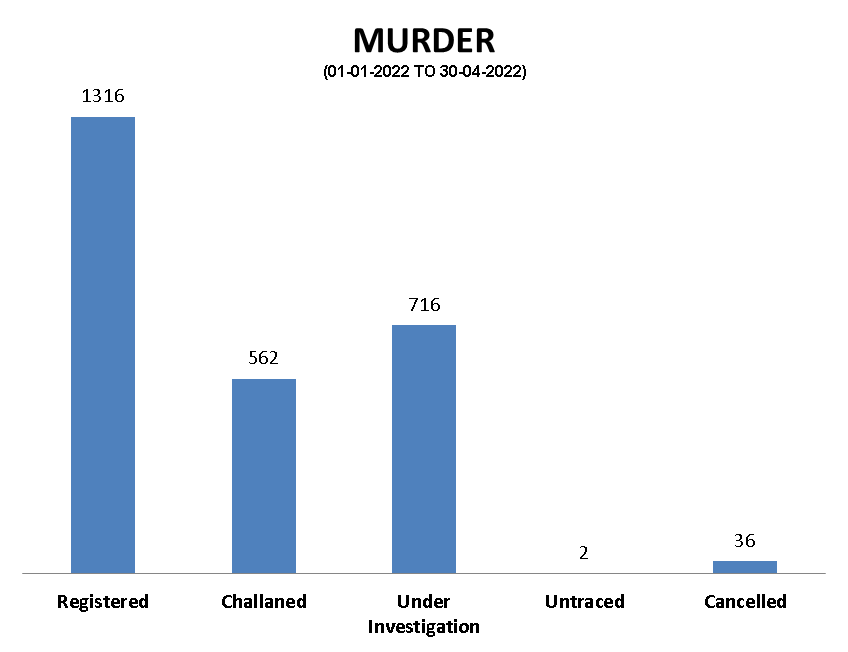 MURDER
(01-01-2022 TO 30-04-2022)
1316
562
716
2
36
Registered
Challaned
Under
Investigation
Untraced
Cancelled